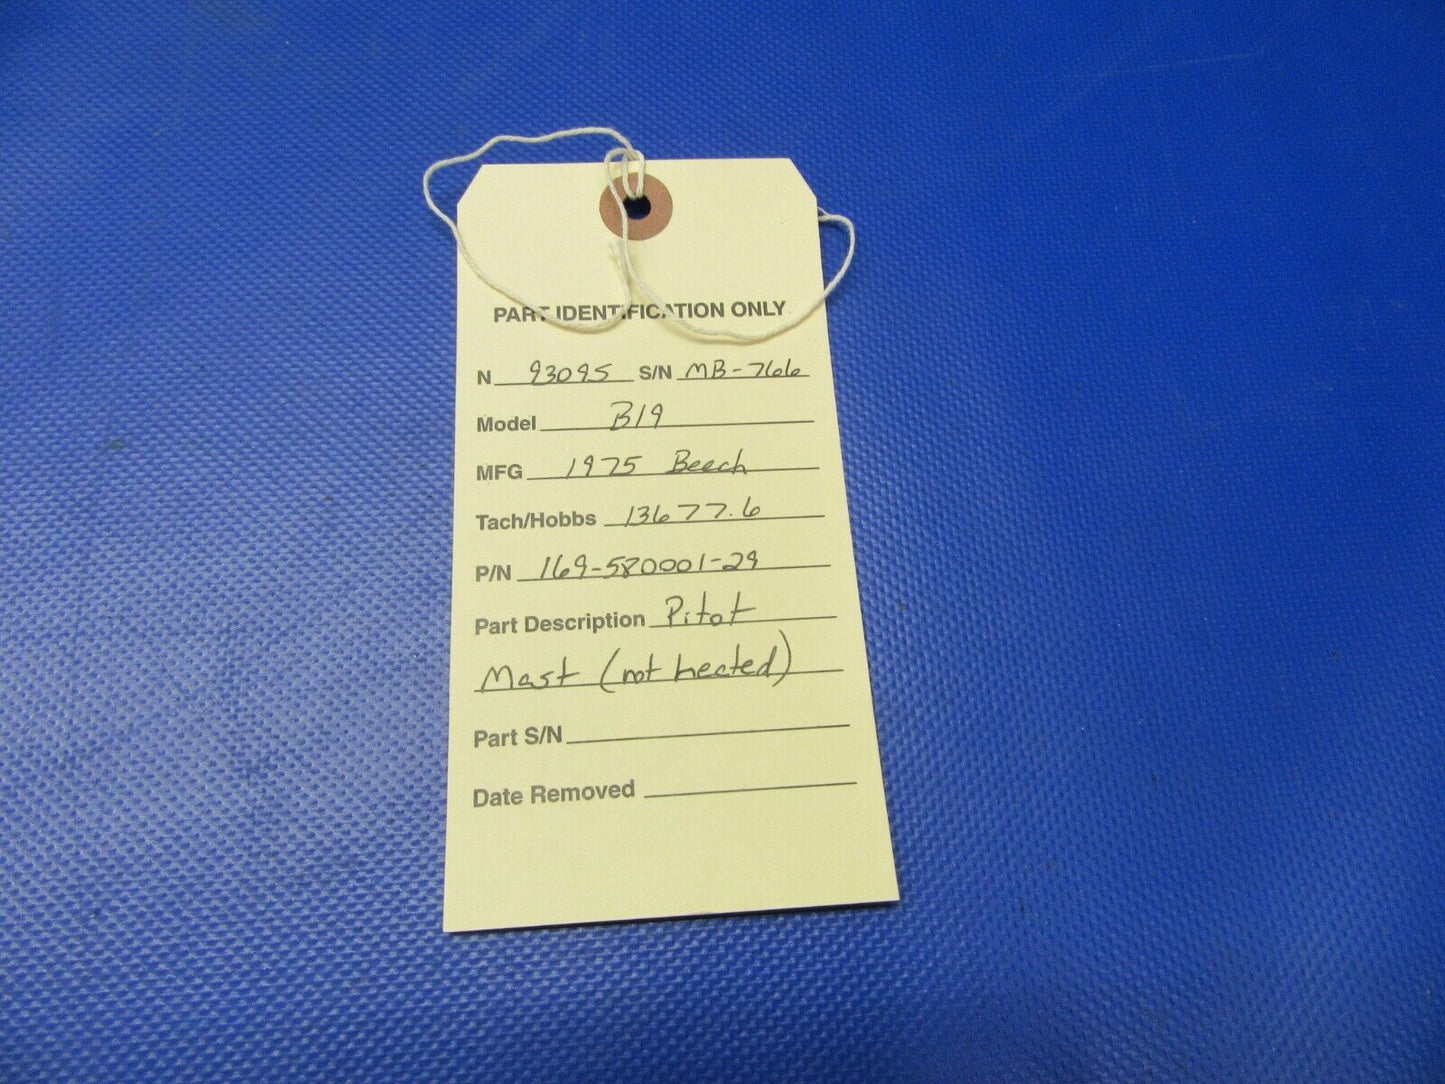 PART IDENTIFICATION ONLY
N 93095 S/N MB-766
Model B19
MFG 1975 Beech
Tach/Hobbs 13677.6
P/N 169-580001-29
Part Description Pitot
Mast (not heated)
Part S/N
Date Removed